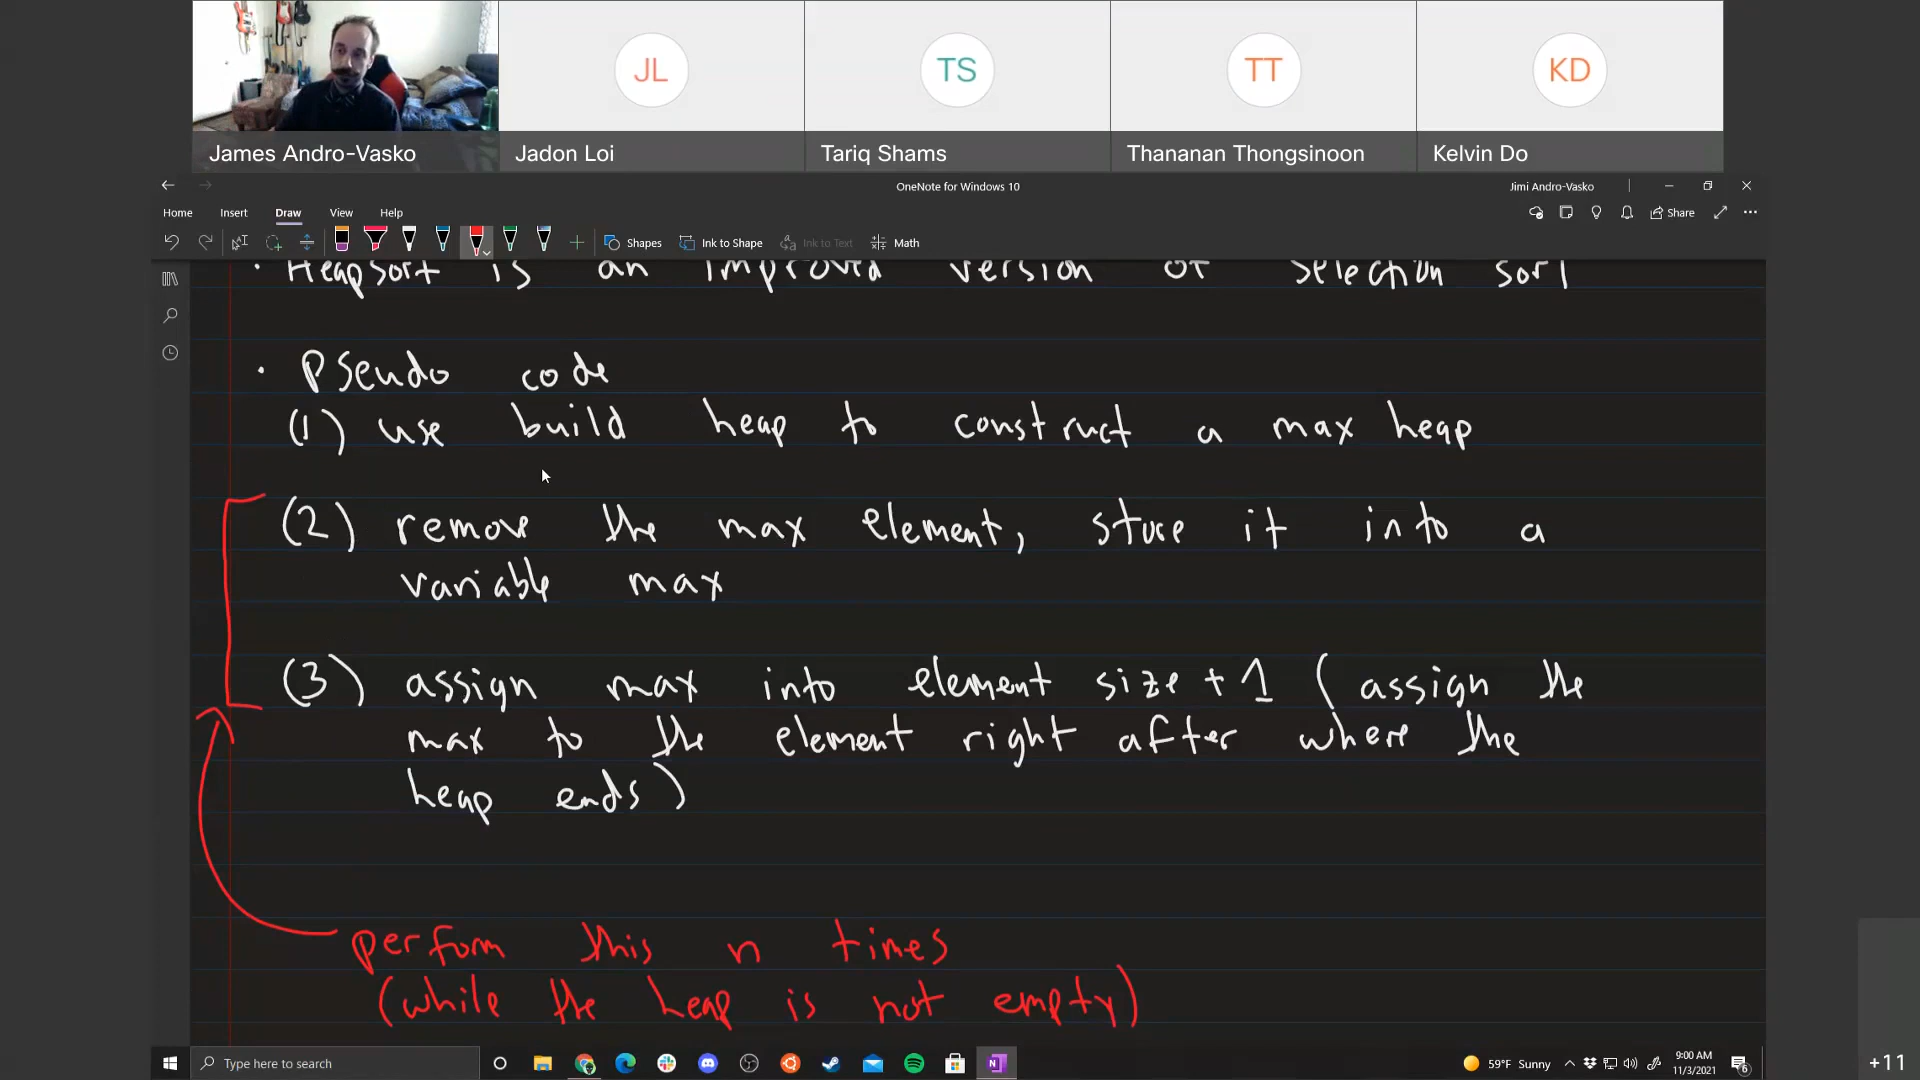 JL
TS
TT
KD
James Andro-Vasko
Jadon Loi
Tariq Shams
Thananan Thongsinoon
Kelvin Do
OneNote for Windows 10
Jimi Andro-Vasko
Home Insert Draw View Help
Share
Shapes Ink to Shape Ink to Text Math
• Heapsort is an improved version of selection sort
• Pseudo code
(1) use build heap to construct a max heap
(2) remove the max element, store it into a
variable max
(3) assign max into element size + 1 ( assign the
max to the element right after where the
heap ends )
perform this n times
(while the heap is not empty)
Type here to search
59°F Sunny
9:00 AM
11/3/2021
6
+11